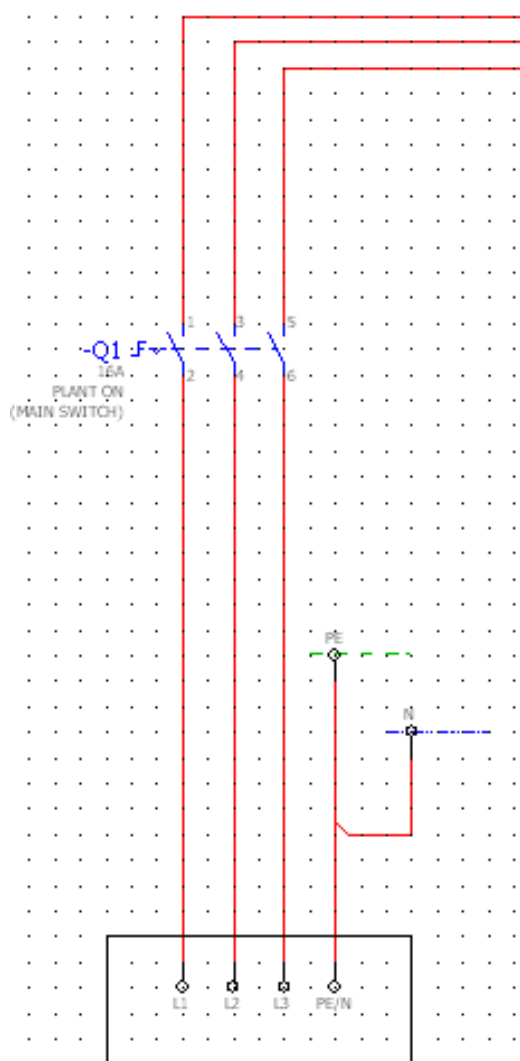 1 3 5
-Q1
16A
2 4 6
PLANT ON
(MAIN SWITCH)
PE
N
L1 L2 L3 PE/N